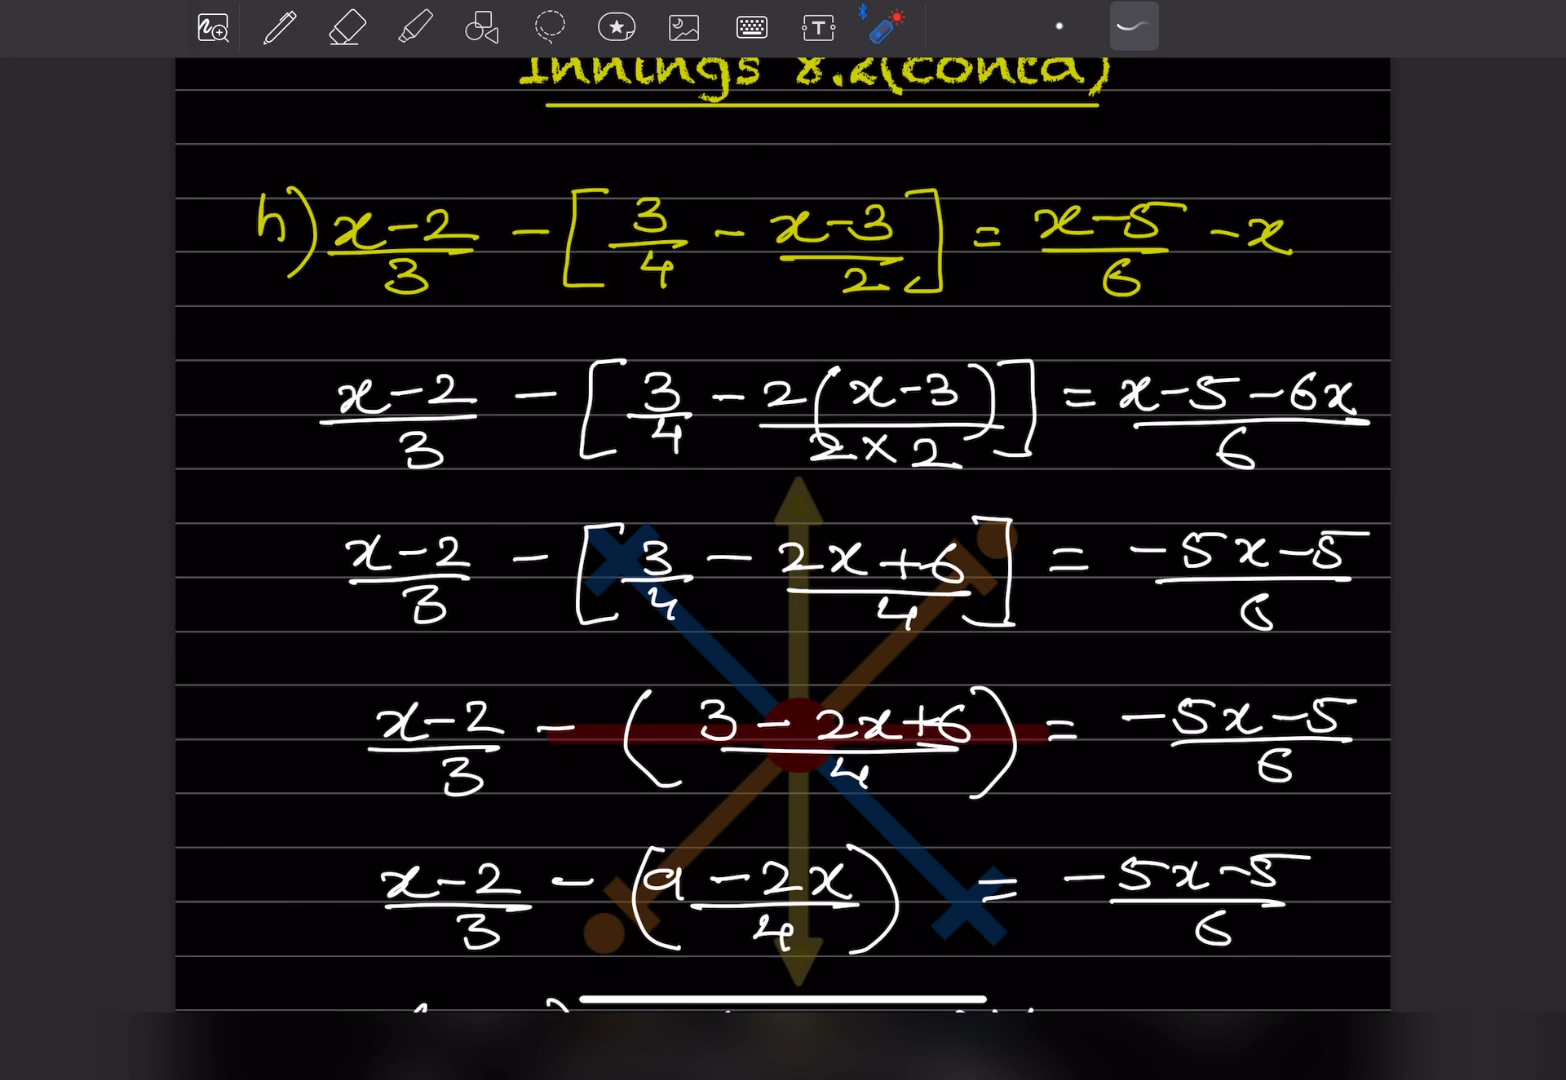 Innings 8.2(contd)
h) x-2/3 - [3/4 - x-3/2] = x-5/6 - x
x-2/3 - [3/4 - 2(x-3)/2×2] = x-5-6x/6
x-2/3 - [3/4 - 2x+6/4] = -5x-5/6
x-2/3 - (3-2x+6/4) = -5x-5/6
x-2/3 - (9-2x/4) = -5x-5/6